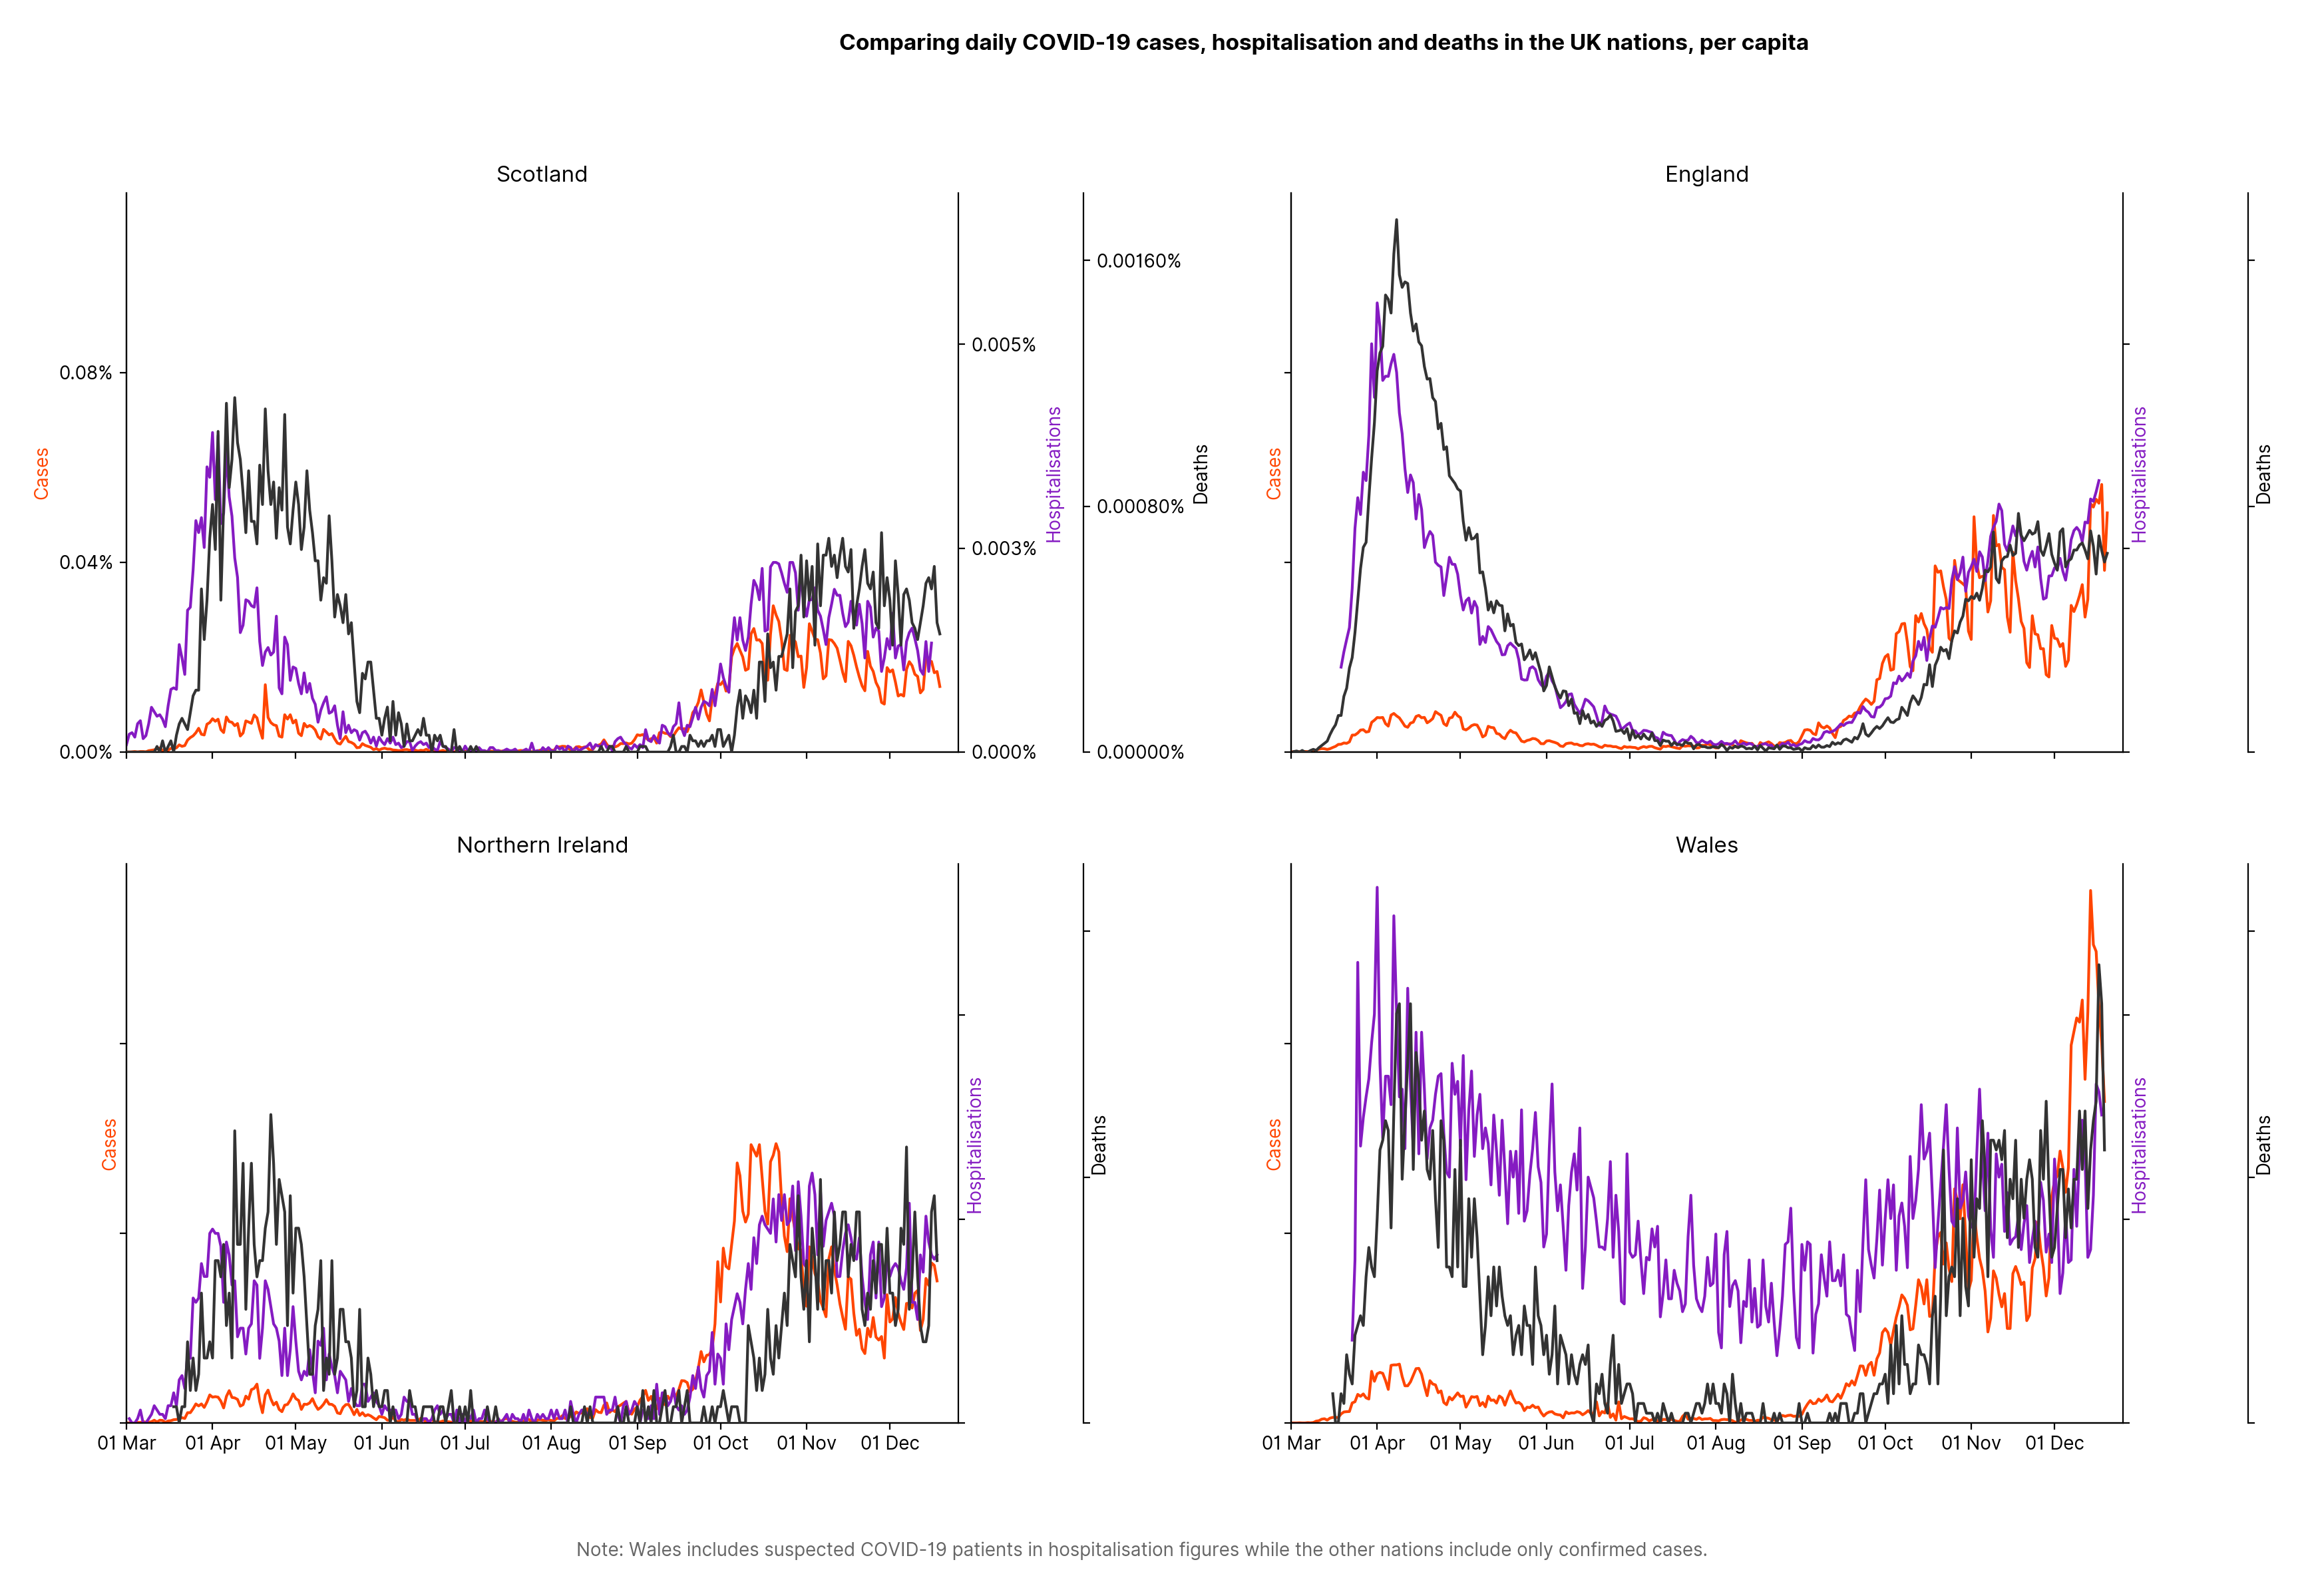 Comparing daily COVID-19 cases, hospitalisation and deaths in the UK nations, per capita
Scotland
England
0.00160%
0.005%
0.08%
Cases
Hospitalisations
Deaths
Cases
Hospitalisations
Deaths
0.00080%
0.003%
0.04%
0.00%
0.000%
0.00000%
Northern Ireland
Wales
Cases
Hospitalisations
Deaths
Cases
Hospitalisations
Deaths
01 Mar 01 Apr 01 May 01 Jun 01 Jul 01 Aug 01 Sep 01 Oct 01 Nov 01 Dec
01 Mar 01 Apr 01 May 01 Jun 01 Jul 01 Aug 01 Sep 01 Oct 01 Nov 01 Dec
Note: Wales includes suspected COVID-19 patients in hospitalisation figures while the other nations include only confirmed cases.